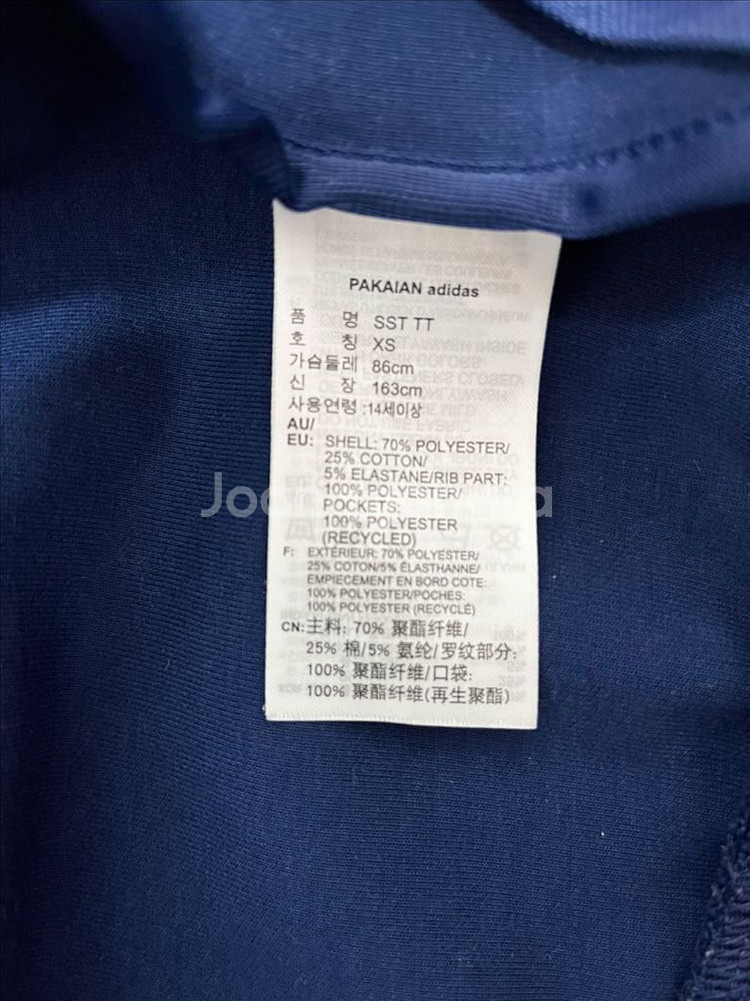 PAKAIAN adidas
품 명 SST TT
호 칭 XS
가슴둘레 86cm
신 장 163cm
사용연령 :14세이상
AU/
EU: SHELL: 70% POLYESTER/
25% COTTON/
5% ELASTANE/RIB PART:
100% POLYESTER/
POCKETS:
100% POLYESTER
(RECYCLED)
F: EXTÉRIEUR: 70% POLYESTER/
25% COTON/5% ÉLASTHANNE/
EMPIECEMENT EN BORD COTE:
100% POLYESTER/POCHES:
100% POLYESTER (RECYCLÉ)
CN: 主料: 70% 聚酯纤维/
25% 棉/5% 氨纶/罗纹部分:
100% 聚酯纤维/口袋:
100% 聚酯纤维(再生聚酯)